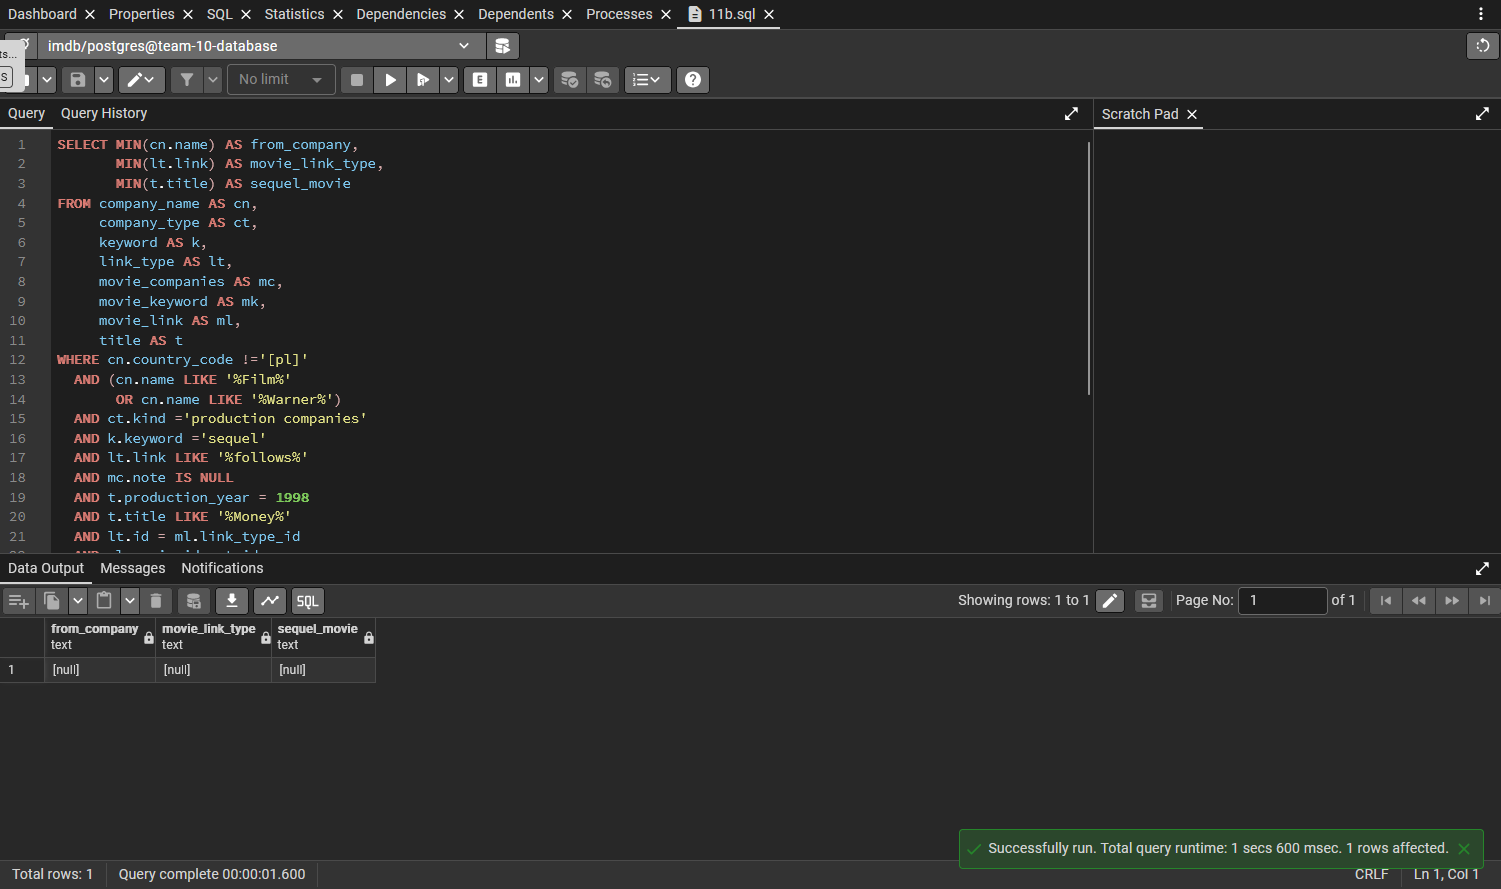 Dashboard Properties SQL Statistics Dependencies Dependents Processes 11b.sql
imdb/postgres@team-10-database
ts...
S
No limit
E
Query Query History
Scratch Pad
1 SELECT MIN(cn.name) AS from_company,
2 MIN(lt.link) AS movie_link_type,
3 MIN(t.title) AS sequel_movie
4 FROM company_name AS cn,
5 company_type AS ct,
6 keyword AS k,
7 link_type AS lt,
8 movie_companies AS mc,
9 movie_keyword AS mk,
10 movie_link AS ml,
11 title AS t
12 WHERE cn.country_code !='[pl]'
13 AND (cn.name LIKE '%Film%'
14 OR cn.name LIKE '%Warner%')
15 AND ct.kind ='production companies'
16 AND k.keyword ='sequel'
17 AND lt.link LIKE '%follows%'
18 AND mc.note IS NULL
19 AND t.production_year = 1998
20 AND t.title LIKE '%Money%'
21 AND lt.id = ml.link_type_id
Data Output Messages Notifications
SQL
Showing rows: 1 to 1 Page No: 1 of 1
from_company movie_link_type sequel_movie
text text text
1 [null] [null] [null]
Successfully run. Total query runtime: 1 secs 600 msec. 1 rows affected.
Total rows: 1 Query complete 00:00:01.600 CRLF Ln 1, Col 1